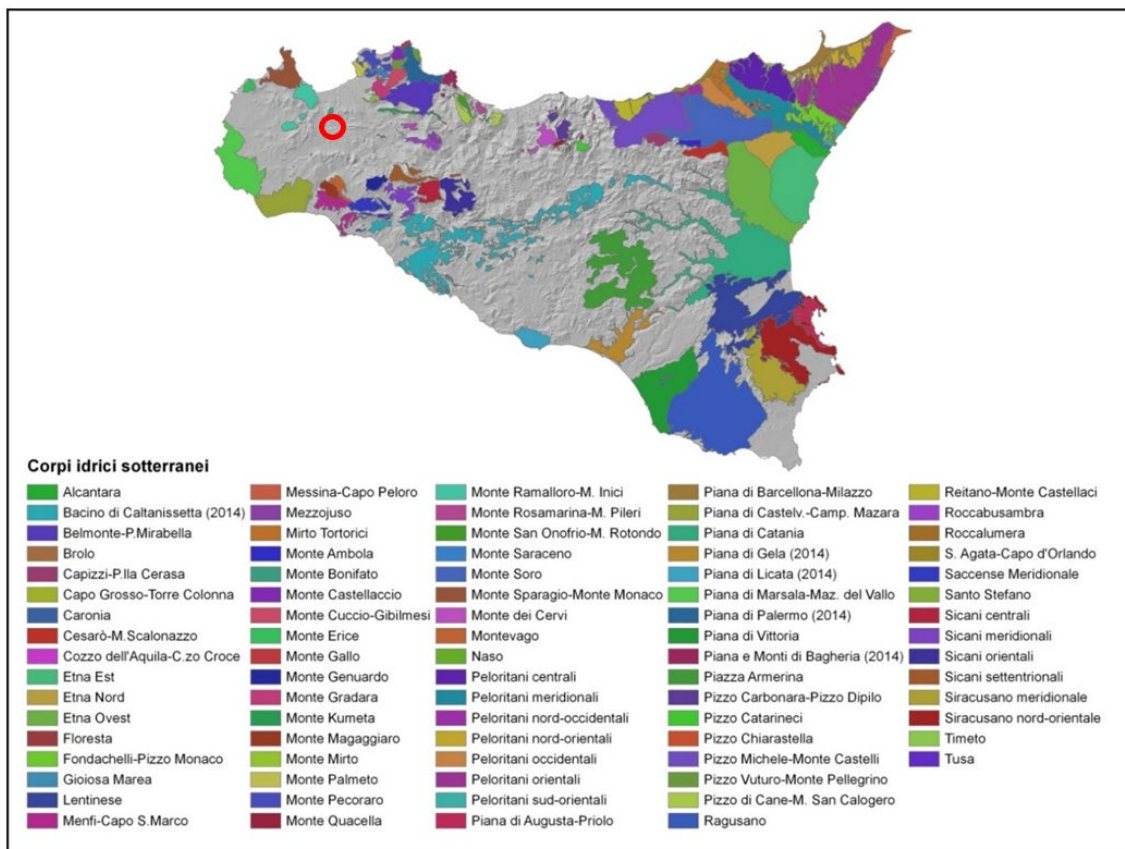 Corpi idrici sotterranei
Alcantara
Bacino di Caltanissetta (2014)
Belmonte-P.Mirabella
Brolo
Capizzi-P.lla Cerasa
Capo Grosso-Torre Colonna
Caronia
Cesarò-M.Scalonazzo
Cozzo dell'Aquila-C.zo Croce
Etna Est
Etna Nord
Etna Ovest
Floresta
Fondachelli-Pizzo Monaco
Gioiosa Marea
Lentinese
Menfi-Capo S.Marco
Messina-Capo Peloro
Mezzojuso
Mirto Tortorici
Monte Ambola
Monte Bonifato
Monte Castellaccio
Monte Cuccio-Gibilmesi
Monte Erice
Monte Gallo
Monte Genuardo
Monte Gradara
Monte Kumeta
Monte Magaggiaro
Monte Mirto
Monte Palmeto
Monte Pecoraro
Monte Quacella
Monte Ramalloro-M. Inici
Monte Rosamarina-M. Pileri
Monte San Onofrio-M. Rotondo
Monte Saraceno
Monte Soro
Monte Sparagio-Monte Monaco
Monte dei Cervi
Montevago
Naso
Peloritani centrali
Peloritani meridionali
Peloritani nord-occidentali
Peloritani nord-orientali
Peloritani occidentali
Peloritani orientali
Peloritani sud-orientali
Piana di Augusta-Priolo
Piana di Barcellona-Milazzo
Piana di Castelv.-Camp. Mazara
Piana di Catania
Piana di Gela (2014)
Piana di Licata (2014)
Piana di Marsala-Maz. del Vallo
Piana di Palermo (2014)
Piana di Vittoria
Piana e Monti di Bagheria (2014)
Piazza Armerina
Pizzo Carbonara-Pizzo Dipilo
Pizzo Catarineci
Pizzo Chiarastella
Pizzo Michele-Monte Castelli
Pizzo Vuturo-Monte Pellegrino
Pizzo di Cane-M. San Calogero
Ragusano
Reitano-Monte Castellaci
Roccabusambra
Roccalumera
S. Agata-Capo d'Orlando
Saccense Meridionale
Santo Stefano
Sicani centrali
Sicani meridionali
Sicani orientali
Sicani settentrionali
Siracusano meridionale
Siracusano nord-orientale
Timeto
Tusa